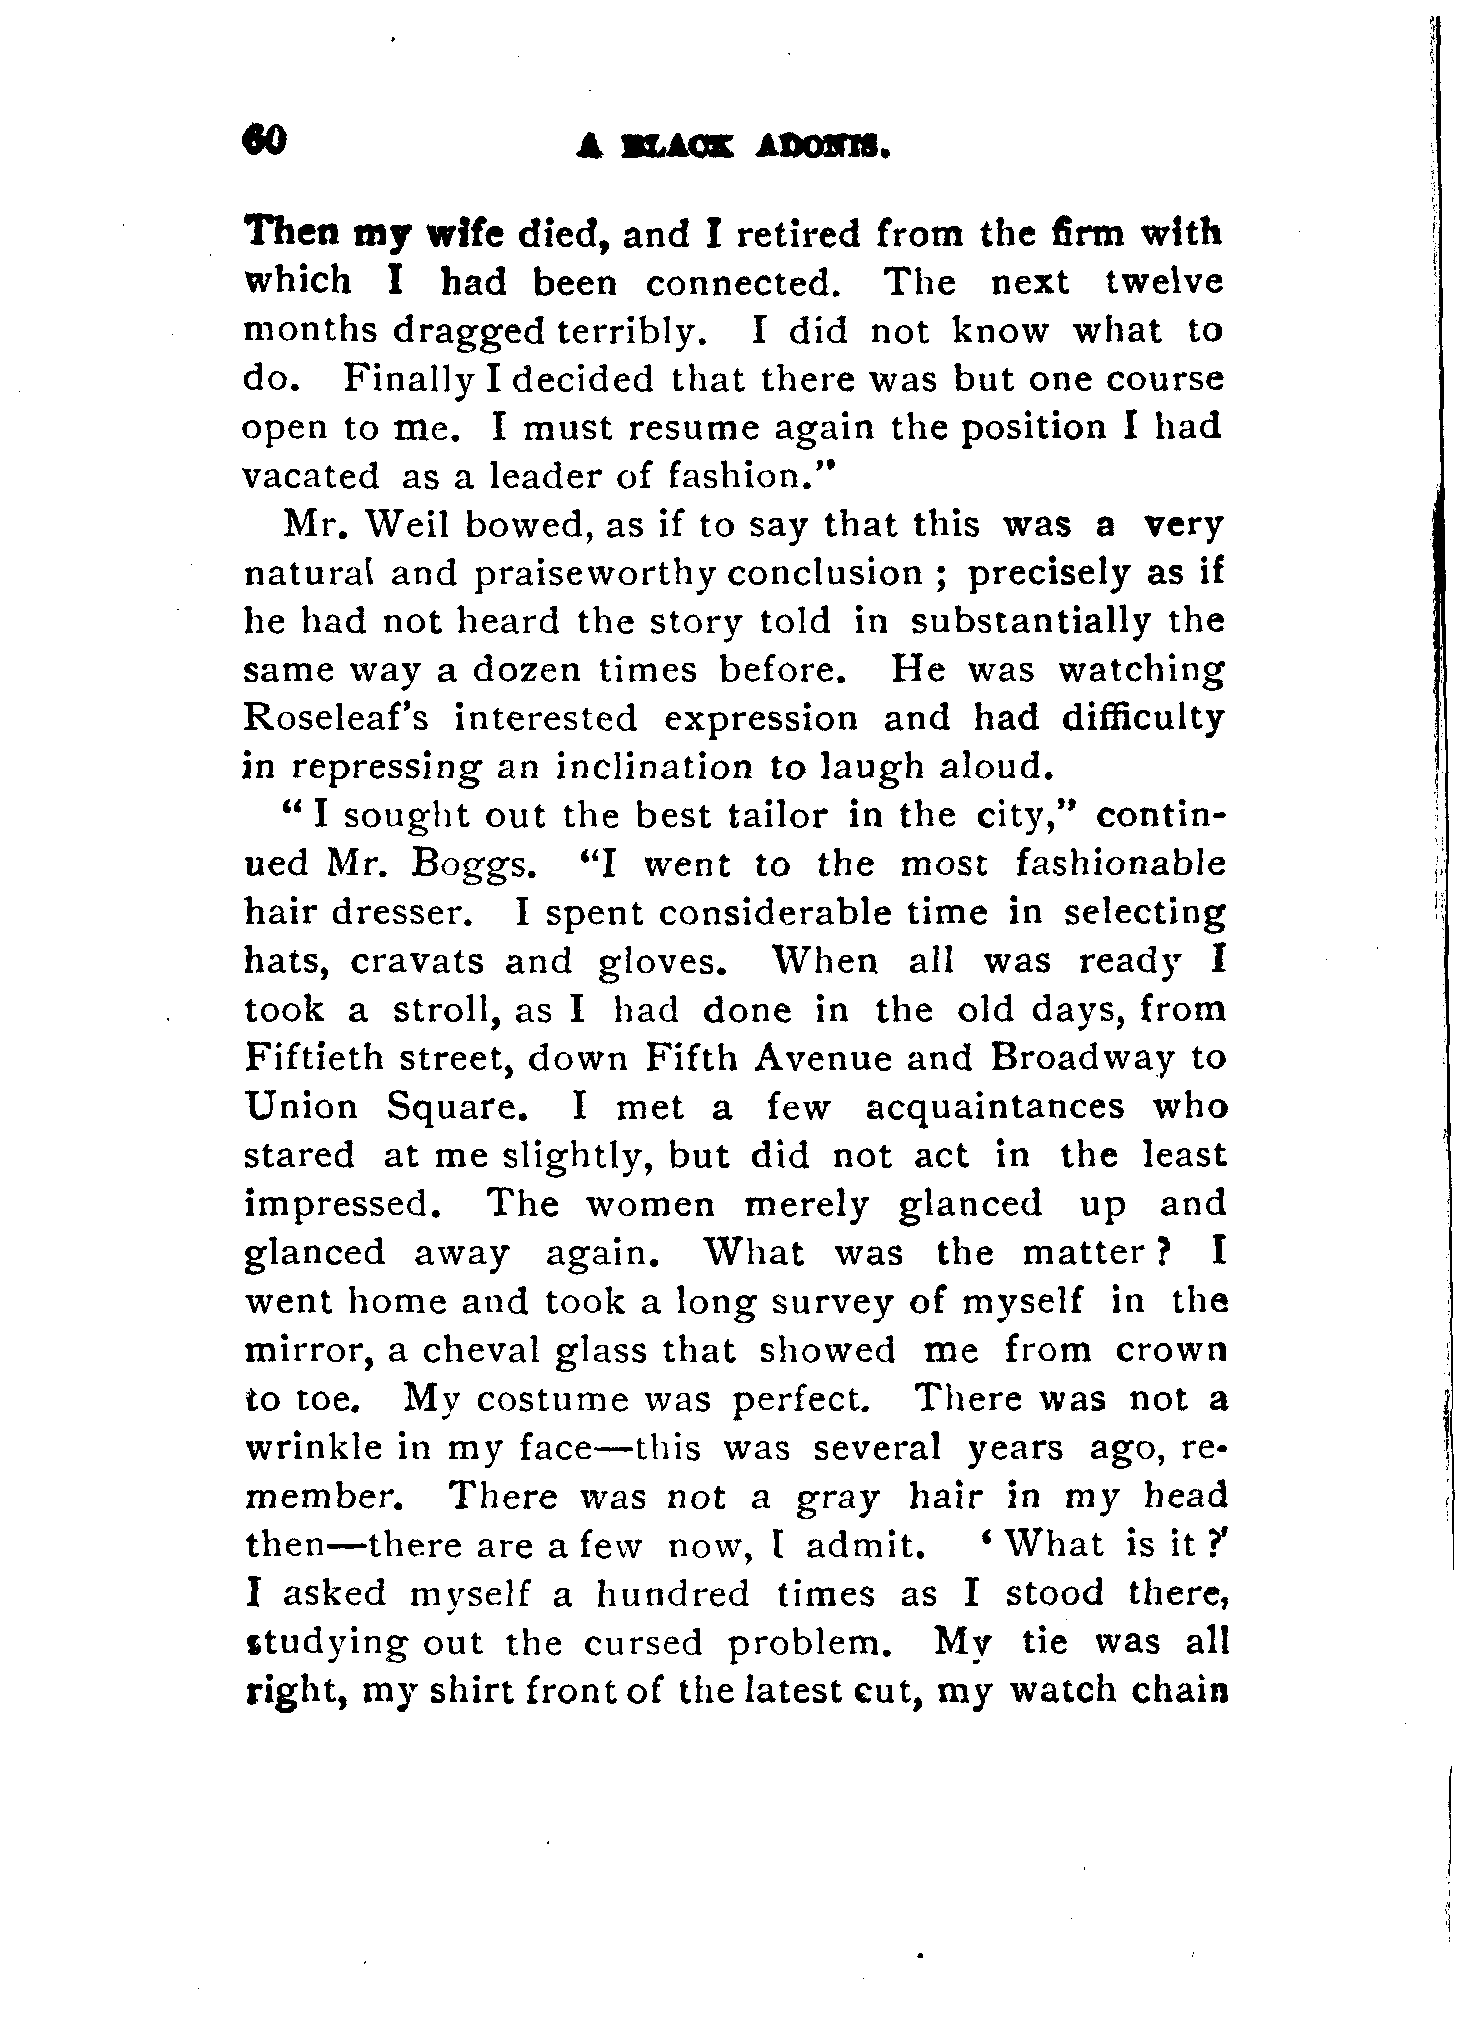 60 A BLACK ADONIS.
Then my wife died, and I retired from the firm with
which I had been connected. The next twelve
months dragged terribly. I did not know what to
do. Finally I decided that there was but one course
open to me. I must resume again the position I had
vacated as a leader of fashion."
Mr. Weil bowed, as if to say that this was a very
natural and praiseworthy conclusion ; precisely as if
he had not heard the story told in substantially the
same way a dozen times before. He was watching
Roseleaf's interested expression and had difficulty
in repressing an inclination to laugh aloud.
" I sought out the best tailor in the city," contin-
ued Mr. Boggs. "I went to the most fashionable
hair dresser. I spent considerable time in selecting
hats, cravats and gloves. When all was ready I
took a stroll, as I had done in the old days, from
Fiftieth street, down Fifth Avenue and Broadway to
Union Square. I met a few acquaintances who
stared at me slightly, but did not act in the least
impressed. The women merely glanced up and
glanced away again. What was the matter ? I
went home and took a long survey of myself in the
mirror, a cheval glass that showed me from crown
to toe. My costume was perfect. There was not a
wrinkle in my face—this was several years ago, re-
member. There was not a gray hair in my head
then—there are a few now, I admit. ‘ What is it ?’
I asked myself a hundred times as I stood there,
studying out the cursed problem. My tie was all
right, my shirt front of the latest cut, my watch chain